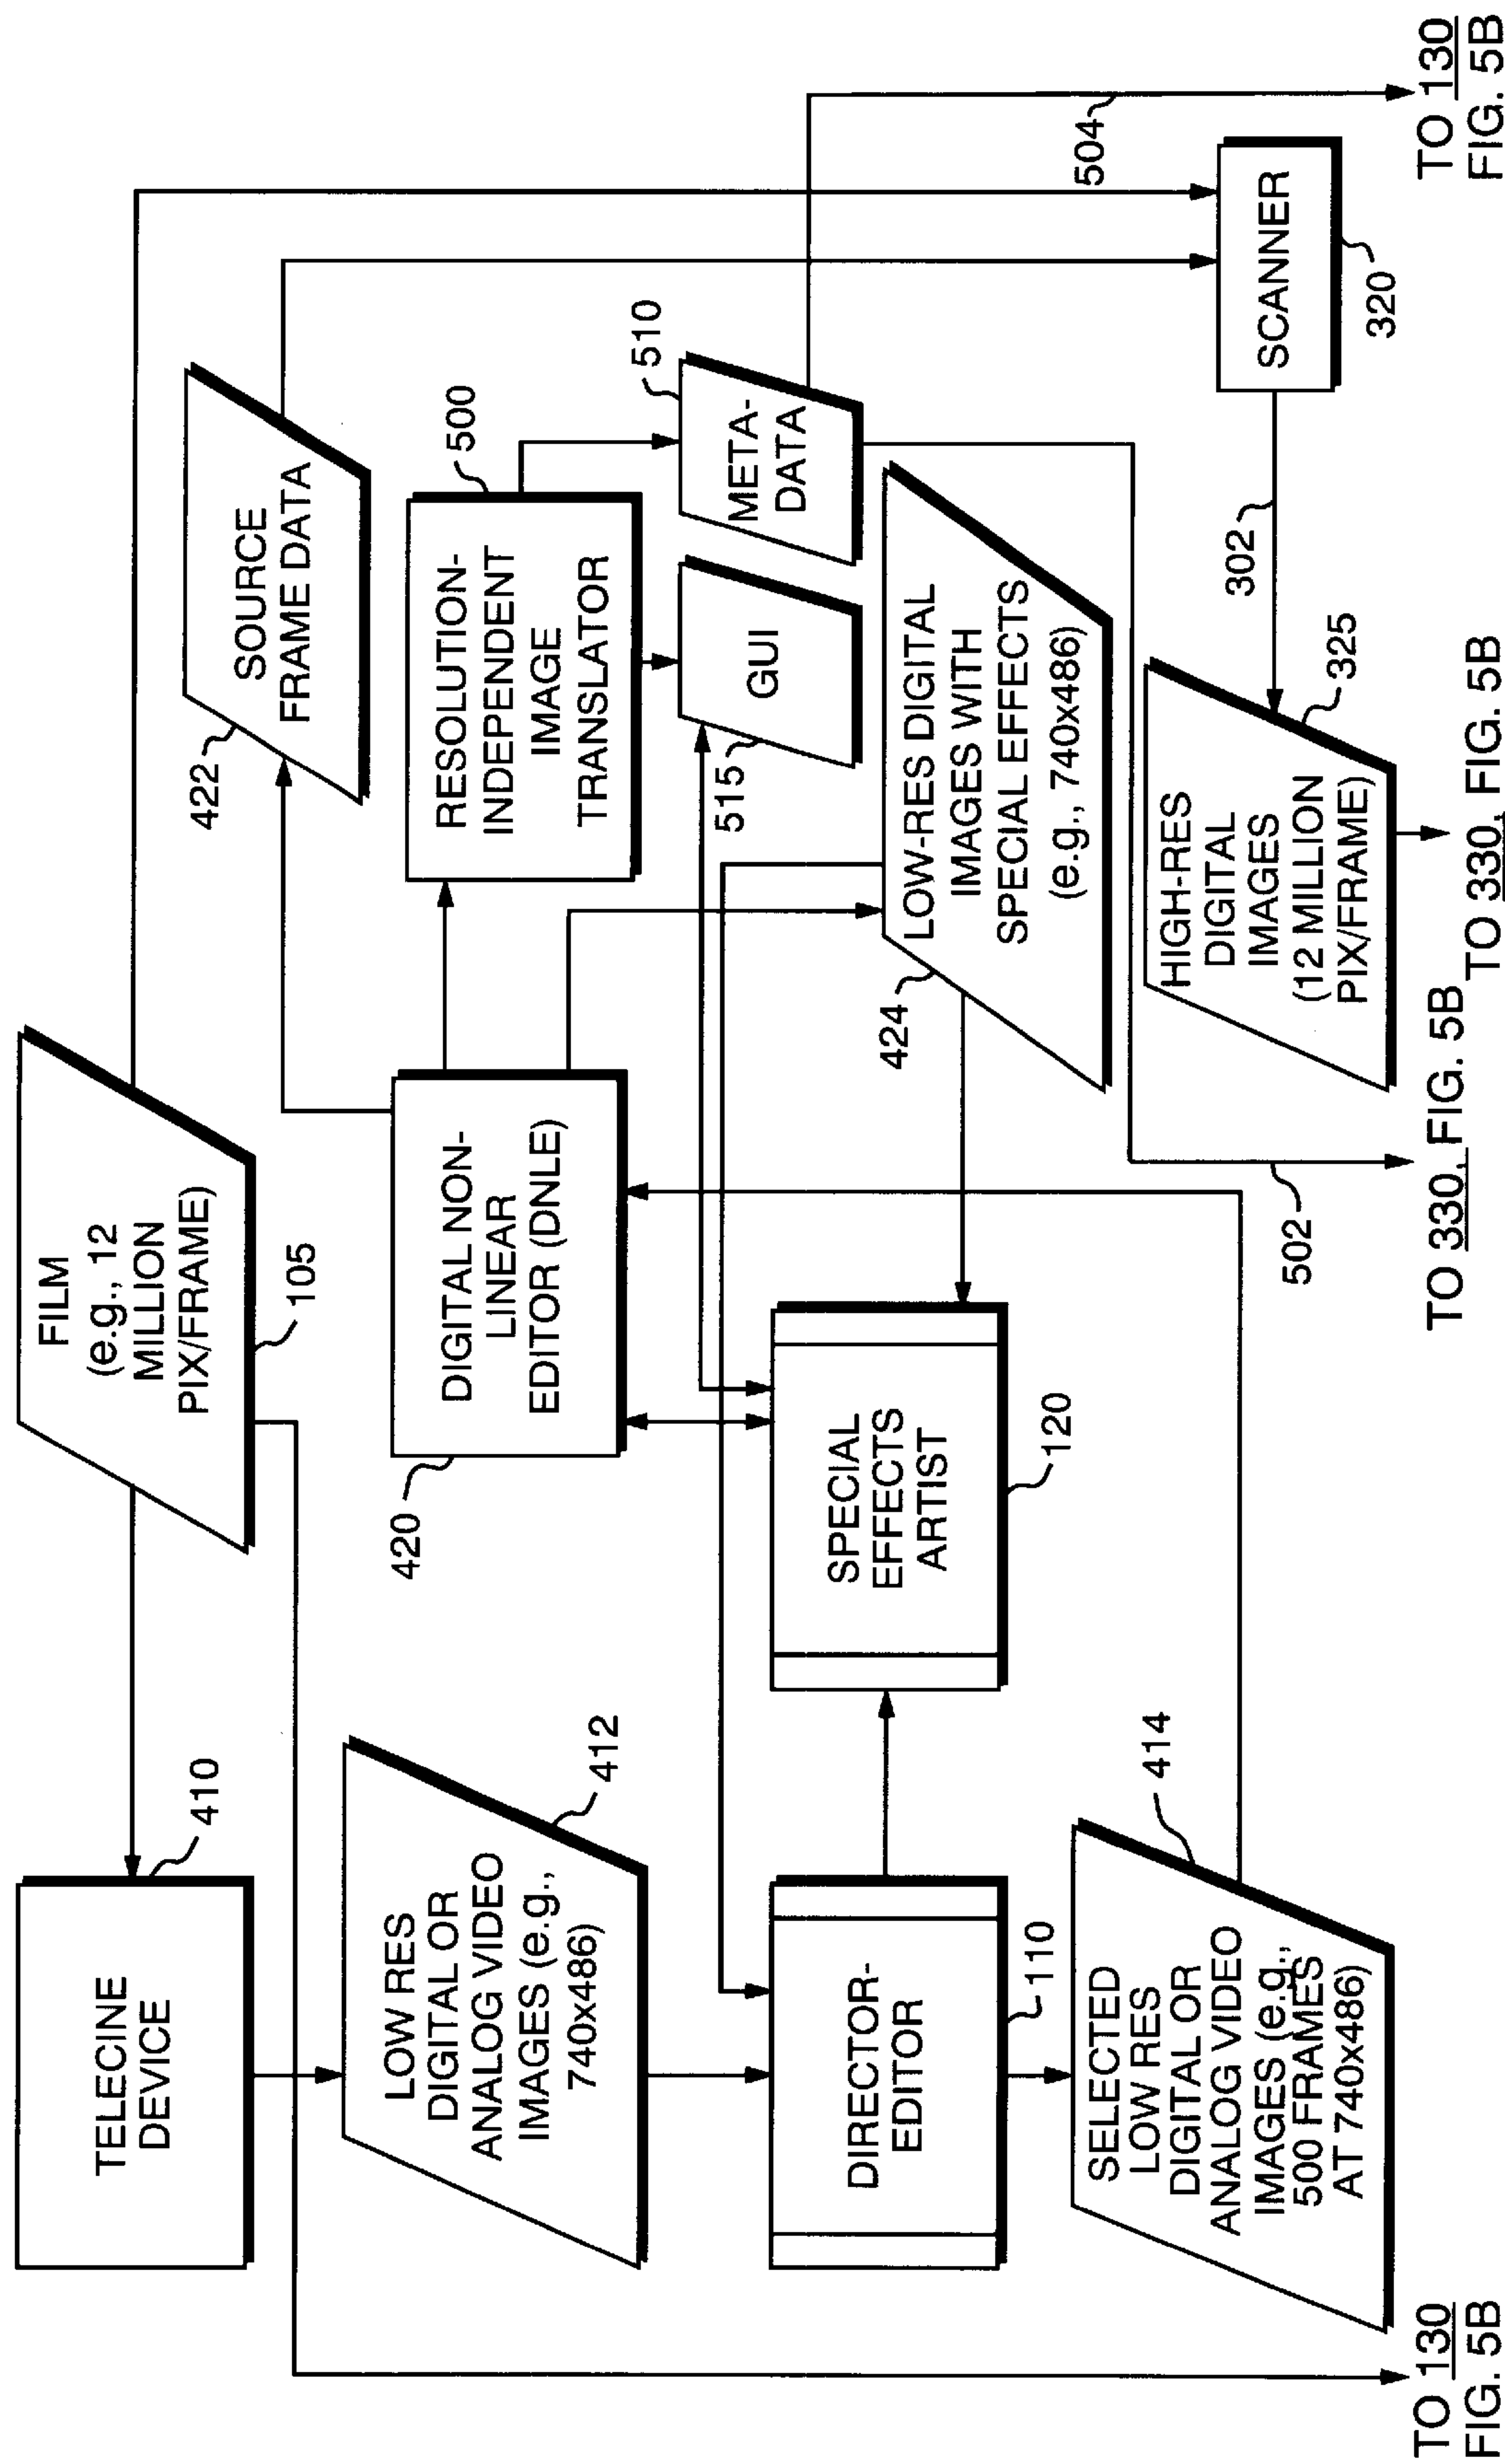 TELECINE
DEVICE
410
FILM
(e.g., 12
MILLION
PIX/FRAME)
105
LOW RES
DIGITAL OR
ANALOG VIDEO
IMAGES (e.g.,
740x486)
412
DIGITAL NON-
LINEAR
EDITOR (DNLE)
420
SOURCE
FRAME DATA
422
RESOLUTION-
INDEPENDENT
IMAGE
TRANSLATOR
500
DIRECTOR-
EDITOR
110
SPECIAL
EFFECTS
ARTIST
120
GUI
515
META-
DATA
510
LOW-RES DIGITAL
IMAGES WITH
SPECIAL EFFECTS
(e.g., 740x486)
424
504
SELECTED
LOW RES
DIGITAL OR
ANALOG VIDEO
IMAGES (e.g.,
500 FRAMES
AT 740x486)
414
502
HIGH-RES
DIGITAL
IMAGES
(12 MILLION
PIX/FRAME)
325
302
SCANNER
320
TO 130
FIG. 5B
TO 330, FIG. 5B
TO 330, FIG. 5B
TO 130
FIG. 5B